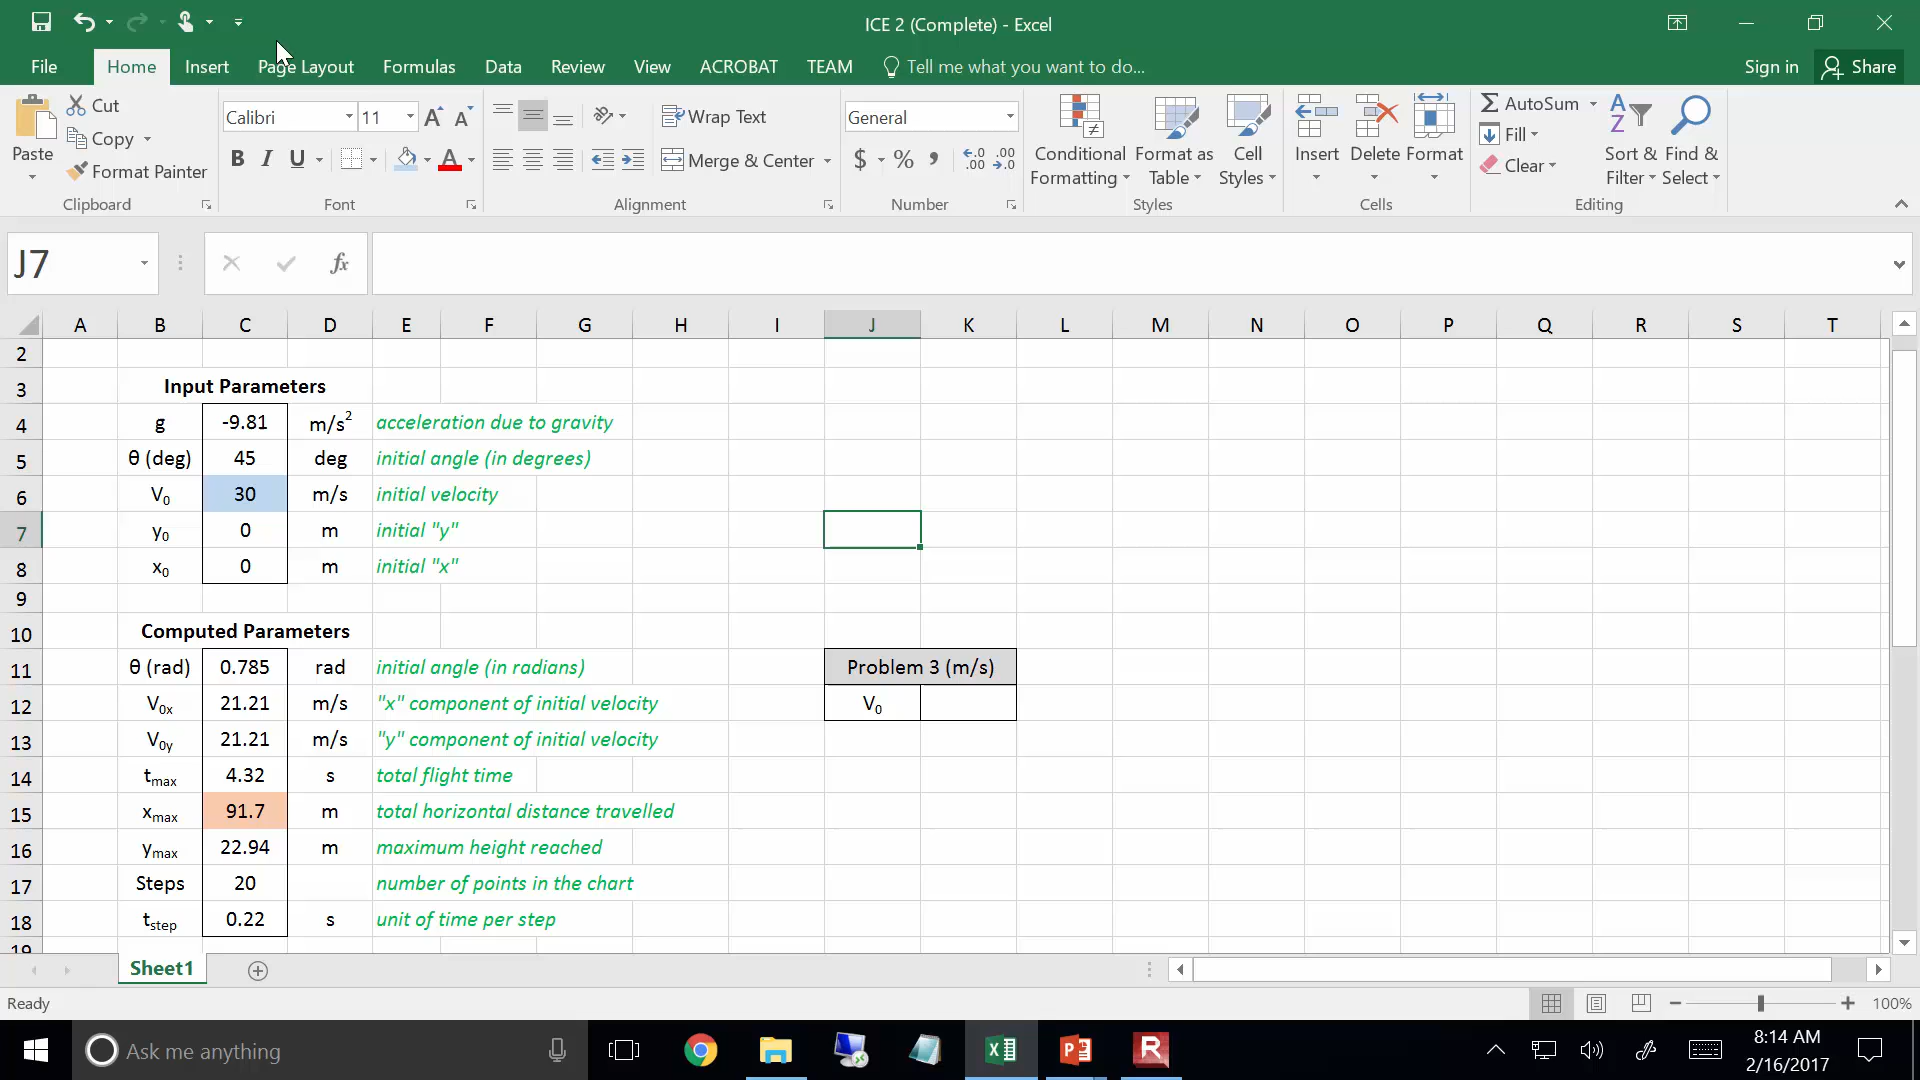 ICE 2 (Complete) - Excel
File Home Insert Page Layout Formulas Data Review View ACROBAT TEAM Tell me what you want to do... Sign in Share
Paste Cut Copy Format Painter
Clipboard
Calibri 11
B I U A
Font
Wrap Text
Merge & Center
Alignment
General
$ % , .00
Number
Conditional Formatting Format as Table Cell Styles
Styles
Insert Delete Format
Cells
AutoSum Fill Clear
Sort & Filter Find & Select
Editing
J7 fx
A B C D E F G H I J K L M N O P Q R S T
2
3 Input Parameters
4 g -9.81 m/s² acceleration due to gravity
5 θ (deg) 45 deg initial angle (in degrees)
6 V₀ 30 m/s initial velocity
7 y₀ 0 m initial "y"
8 x₀ 0 m initial "x"
9
10 Computed Parameters
11 θ (rad) 0.785 rad initial angle (in radians) Problem 3 (m/s)
12 V₀ₓ 21.21 m/s "x" component of initial velocity V₀
13 V0y 21.21 m/s "y" component of initial velocity
14 tmax 4.32 s total flight time
15 xmax 91.7 m total horizontal distance travelled
16 ymax 22.94 m maximum height reached
17 Steps 20 number of points in the chart
18 tstep 0.22 s unit of time per step
19
Sheet1
Ready 100%
Ask me anything
8:14 AM
2/16/2017